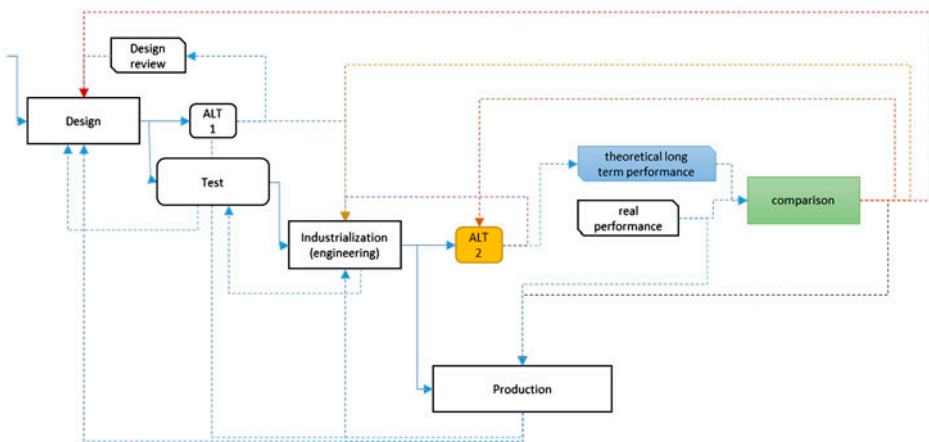 Design
review
Design
ALT
1
Test
Industrialization
(engineering)
ALT
2
theoretical long
term performance
real
performance
comparison
Production